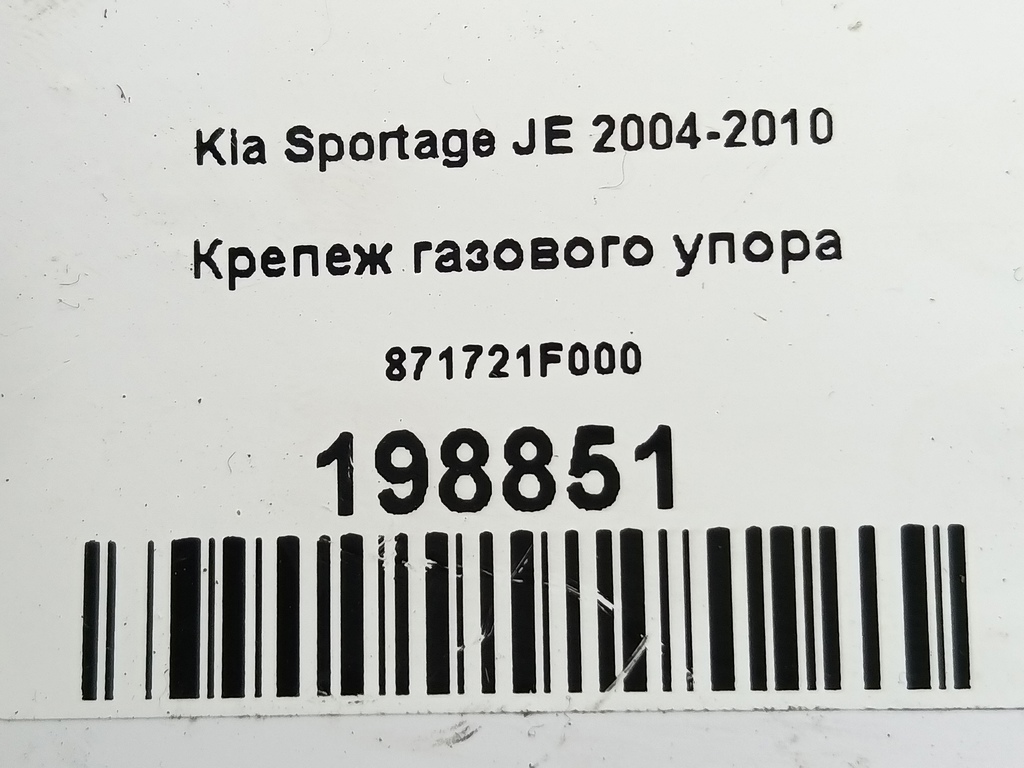 Kia Sportage JE 2004-2010
Крепеж газового упора
871721F000
198851